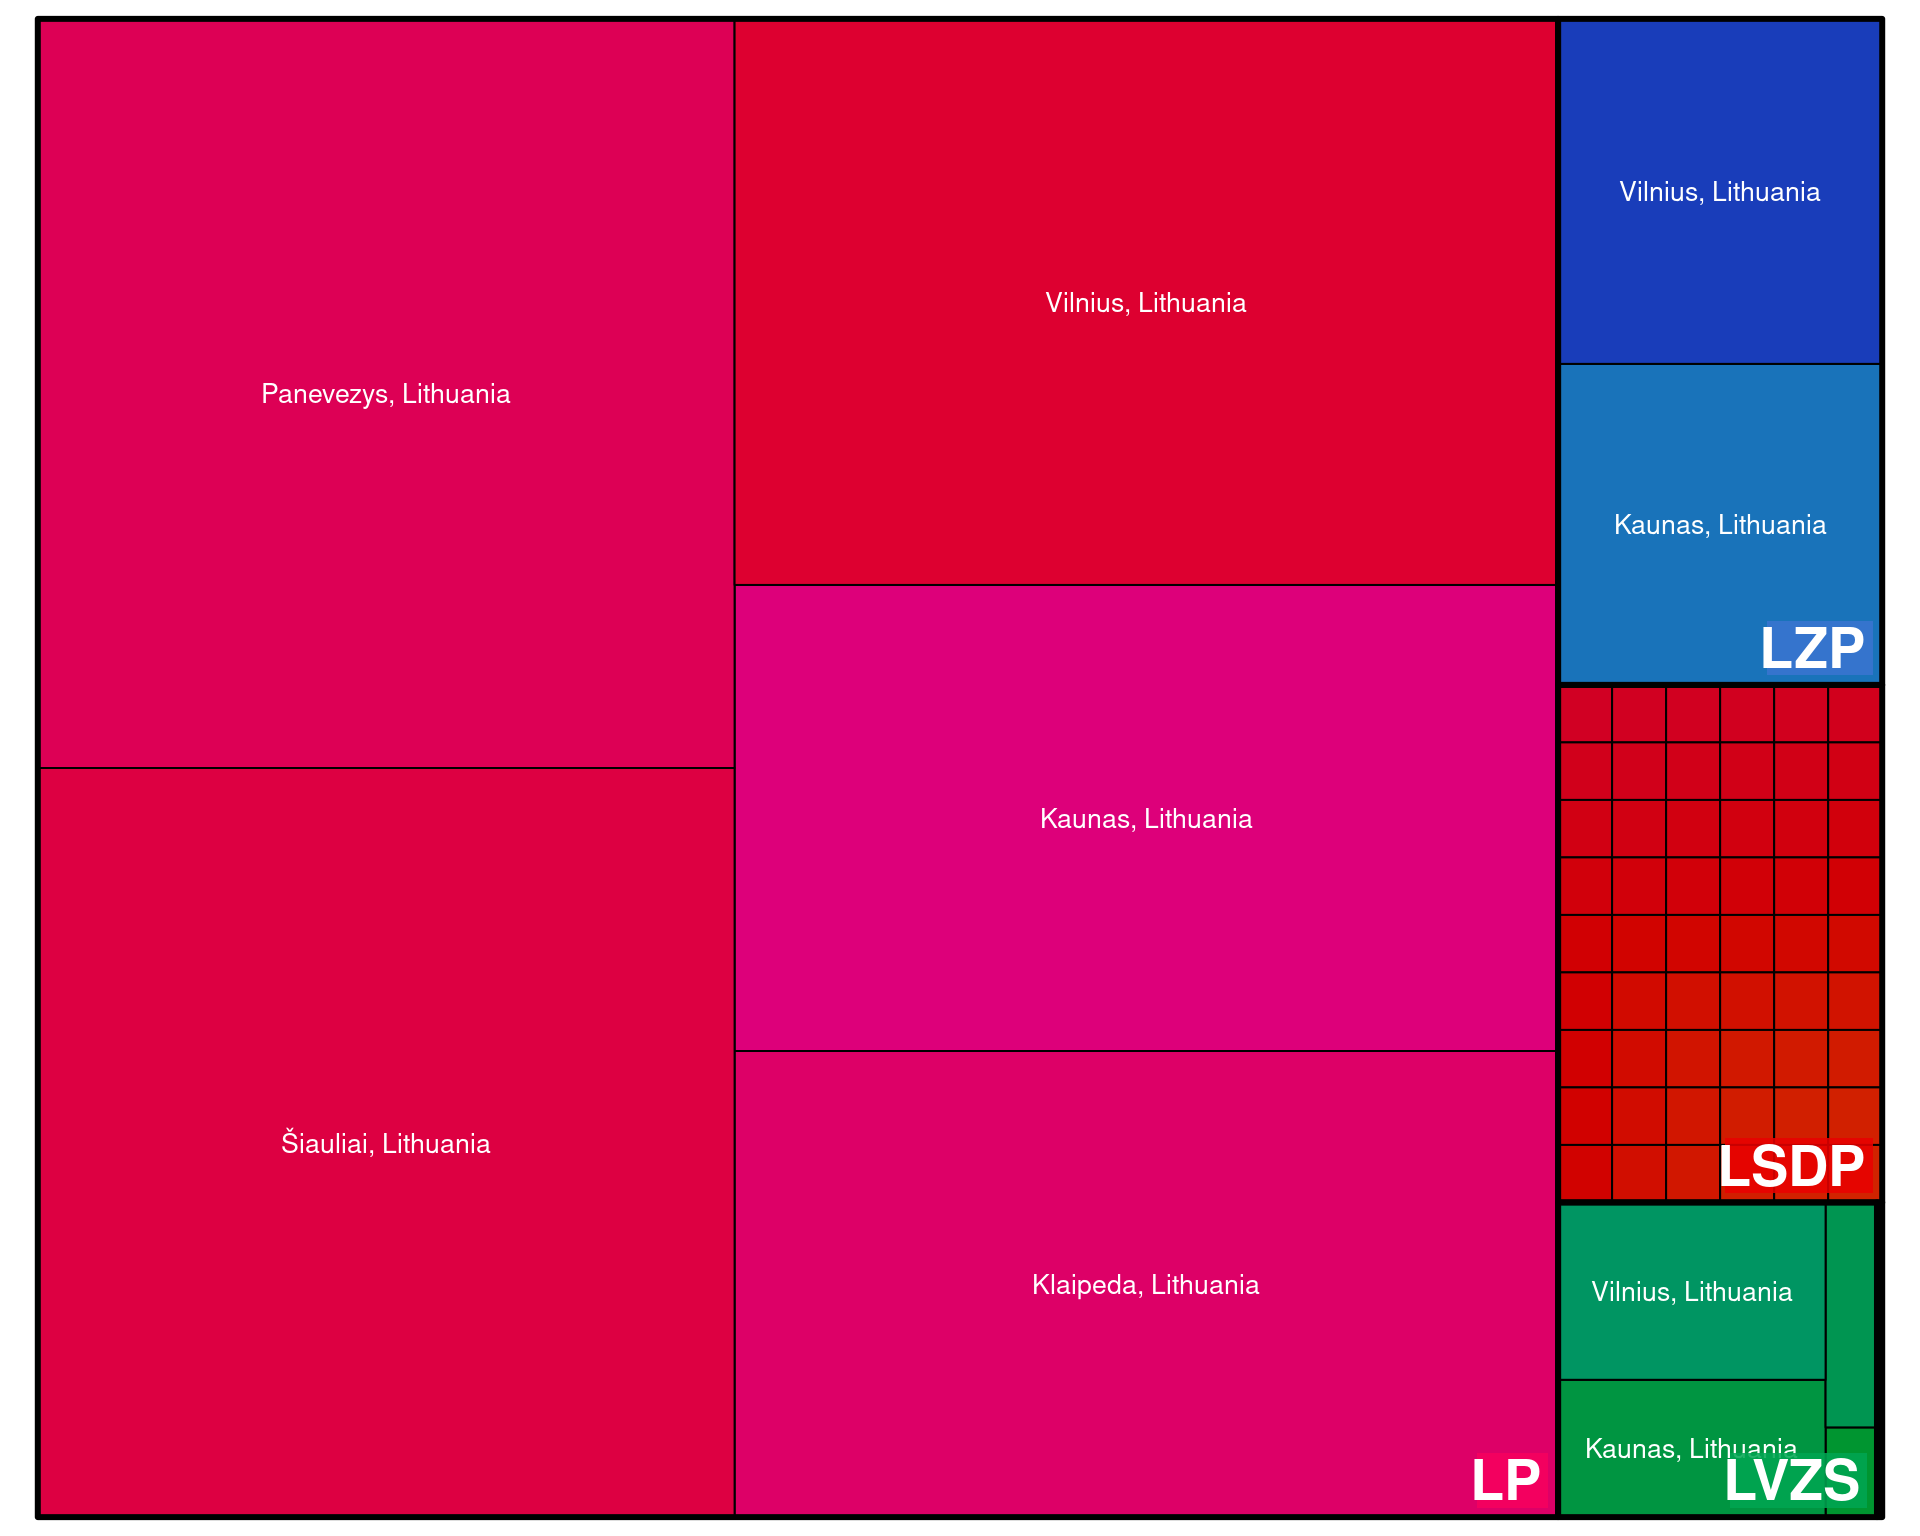 Panevezys, Lithuania
Šiauliai, Lithuania
Vilnius, Lithuania
Kaunas, Lithuania
Klaipeda, Lithuania
LP
Vilnius, Lithuania
Kaunas, Lithuania
LZP
LSDP
Vilnius, Lithuania
Kaunas, Lithuania
LVZS